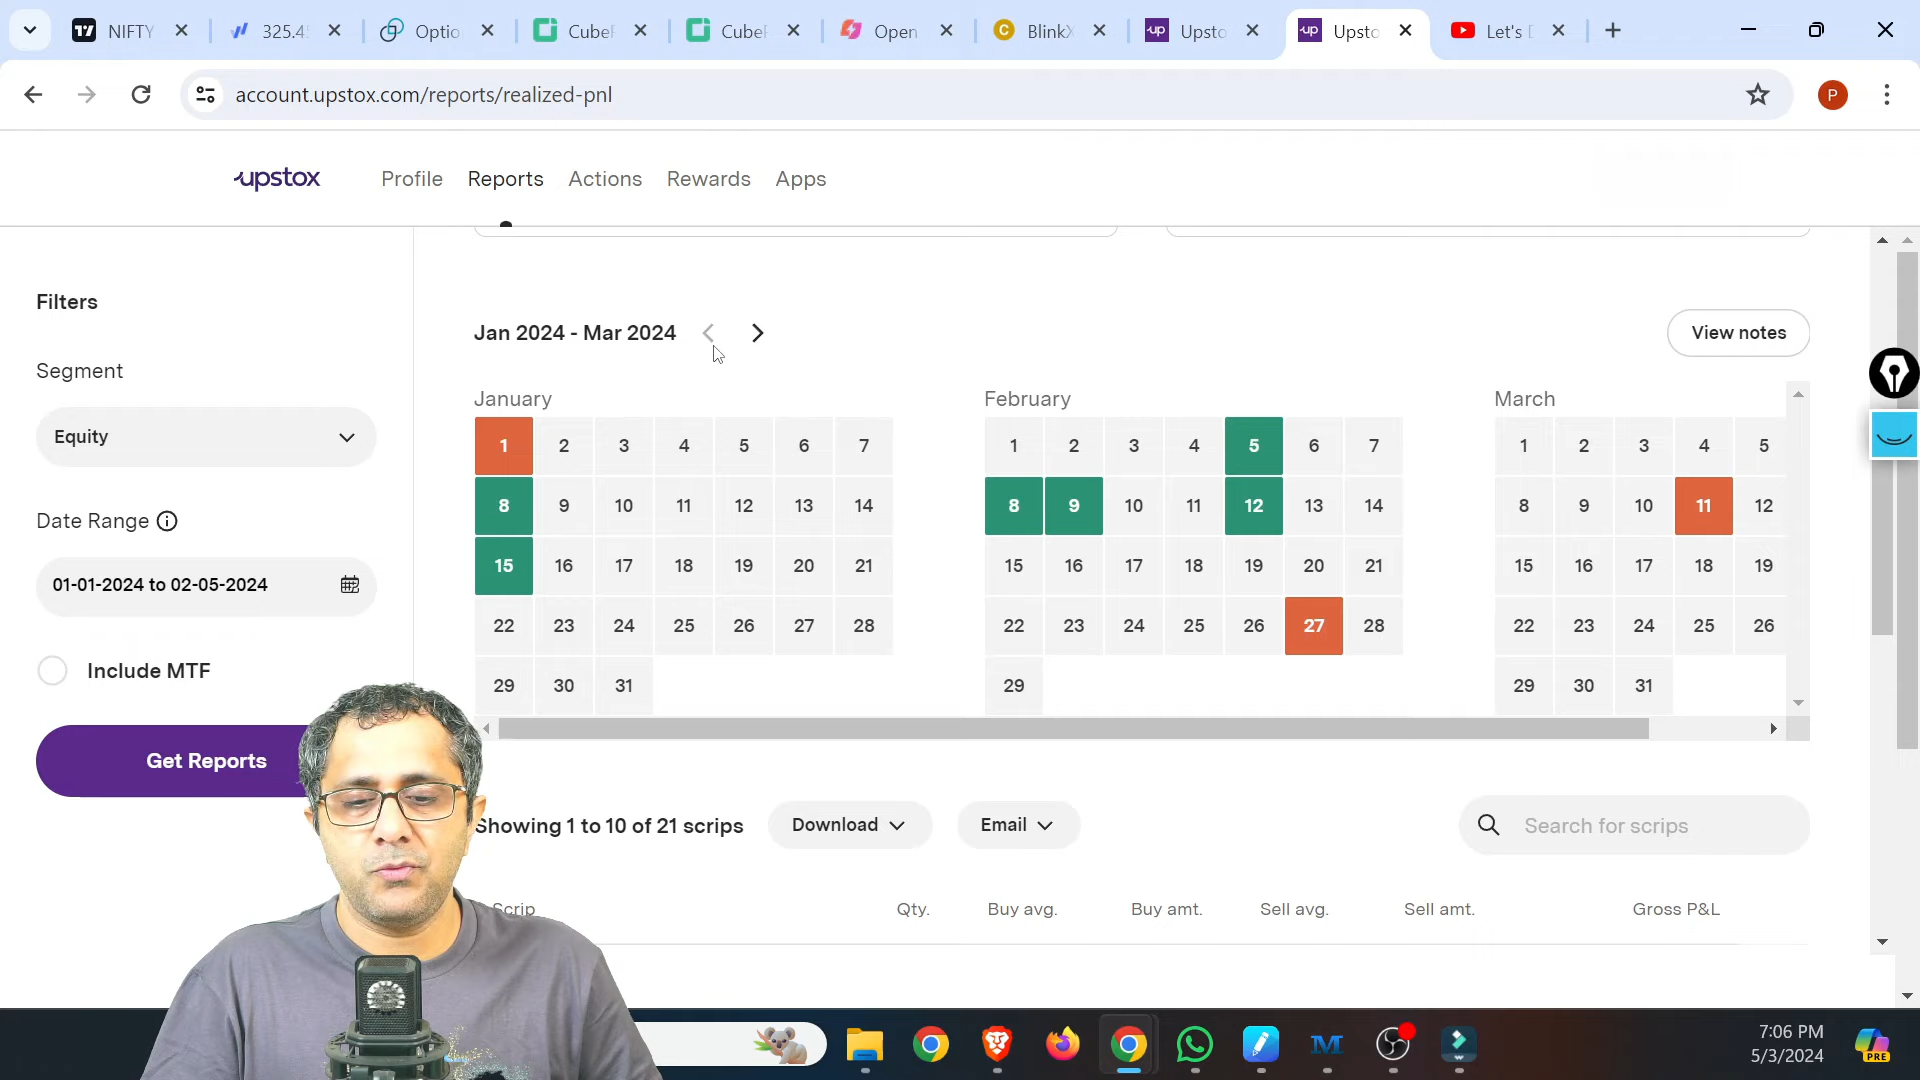 NIFTY
325.4
Optio
CubeF
CubeF
Open
BlinkX
Upsto
Upsto
Let's D
account.upstox.com/reports/realized-pnl
P
upstox
Profile
Reports
Actions
Rewards
Apps
Filters
Segment
Equity
Date Range
01-01-2024 to 02-05-2024
Include MTF
Get Reports
Jan 2024 - Mar 2024
View notes
January
1 2 3 4 5 6 7
8 9 10 11 12 13 14
15 16 17 18 19 20 21
22 23 24 25 26 27 28
29 30 31
February
1 2 3 4 5 6 7
8 9 10 11 12 13 14
15 16 17 18 19 20 21
22 23 24 25 26 27 28
29
March
1 2 3 4 5
8 9 10 11 12
15 16 17 18 19
22 23 24 25 26
29 30 31
Showing 1 to 10 of 21 scrips
Download
Email
Search for scrips
Scrip
Qty.
Buy avg.
Buy amt.
Sell avg.
Sell amt.
Gross P&L
7:06 PM
5/3/2024
PRE